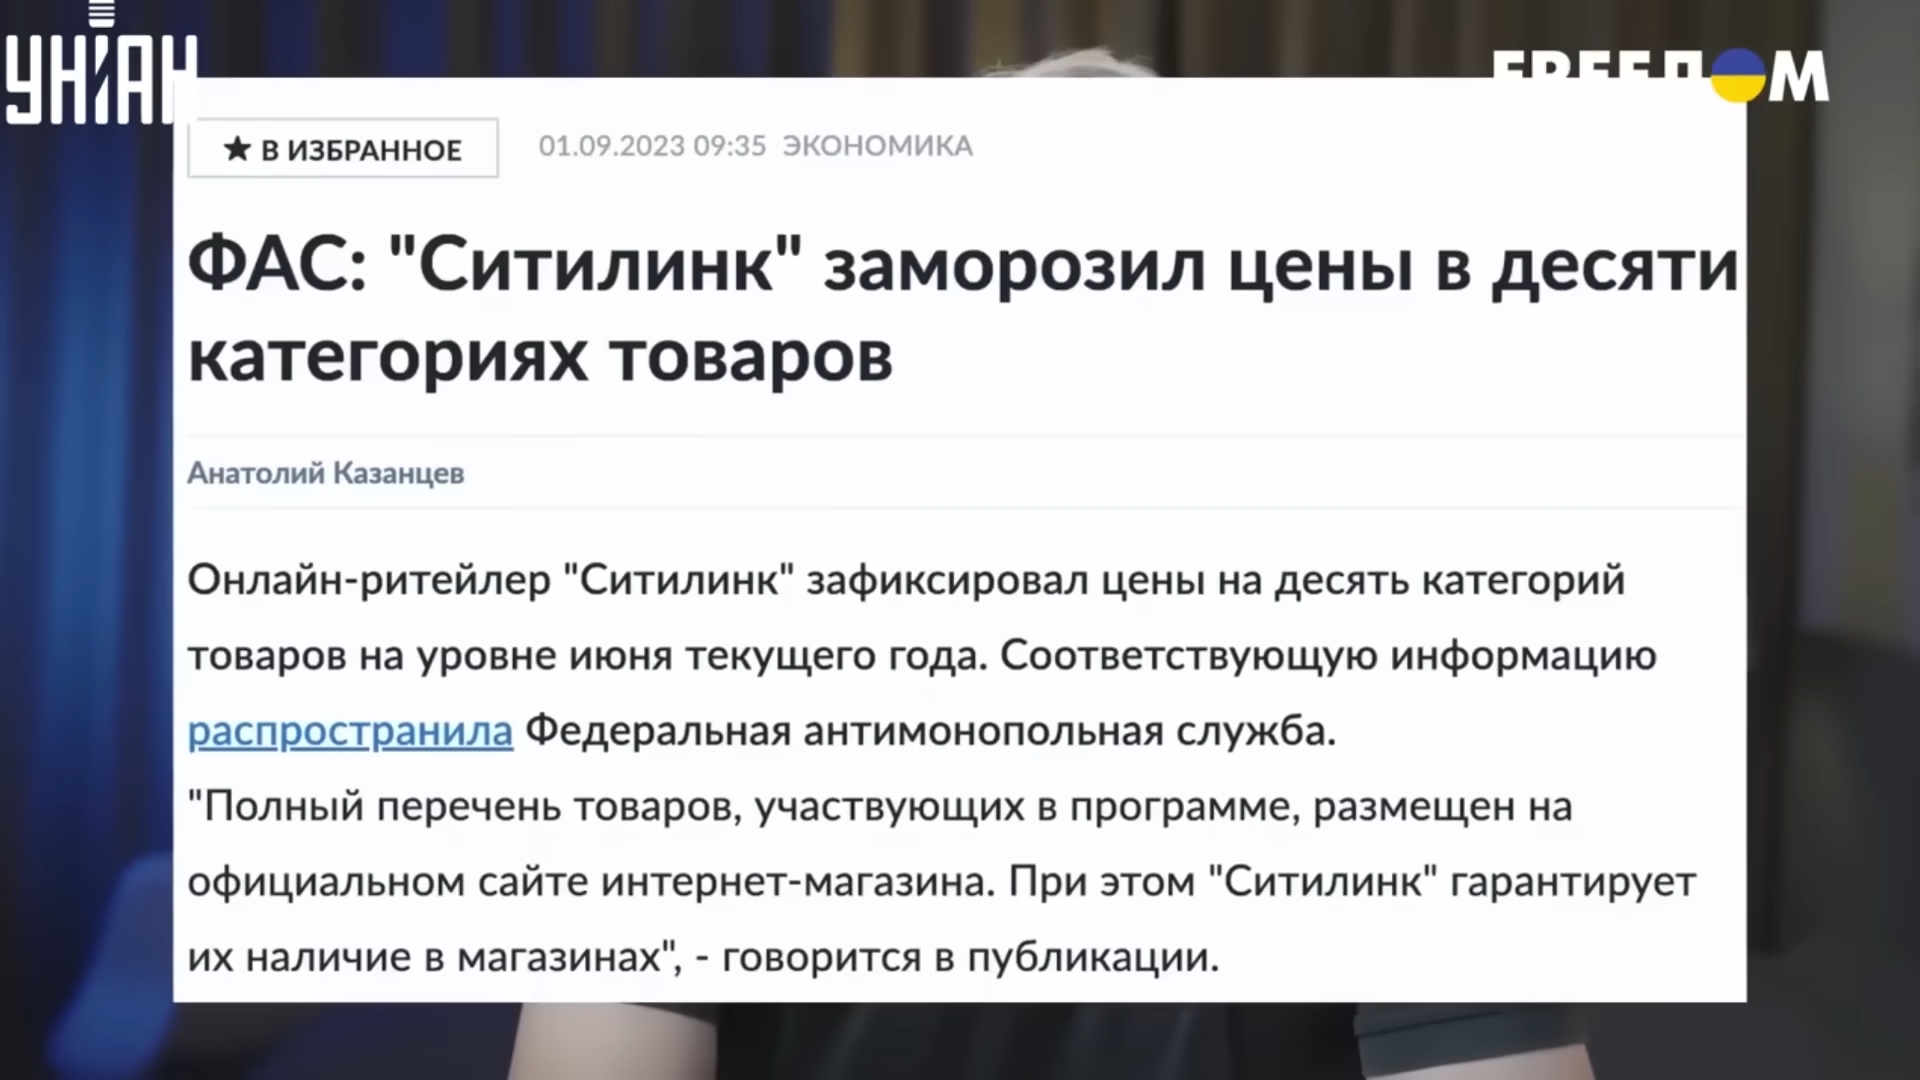 УНІАН
FREEДOM
★ В ИЗБРАННОЕ
01.09.2023 09:35 ЭКОНОМИКА
ФАС: "Ситилинк" заморозил цены в десяти
категориях товаров
Анатолий Казанцев
Онлайн-ритейлер "Ситилинк" зафиксировал цены на десять категорий
товаров на уровне июня текущего года. Соответствующую информацию
распространила Федеральная антимонопольная служба.
"Полный перечень товаров, участвующих в программе, размещен на
официальном сайте интернет-магазина. При этом "Ситилинк" гарантирует
их наличие в магазинах", - говорится в публикации.